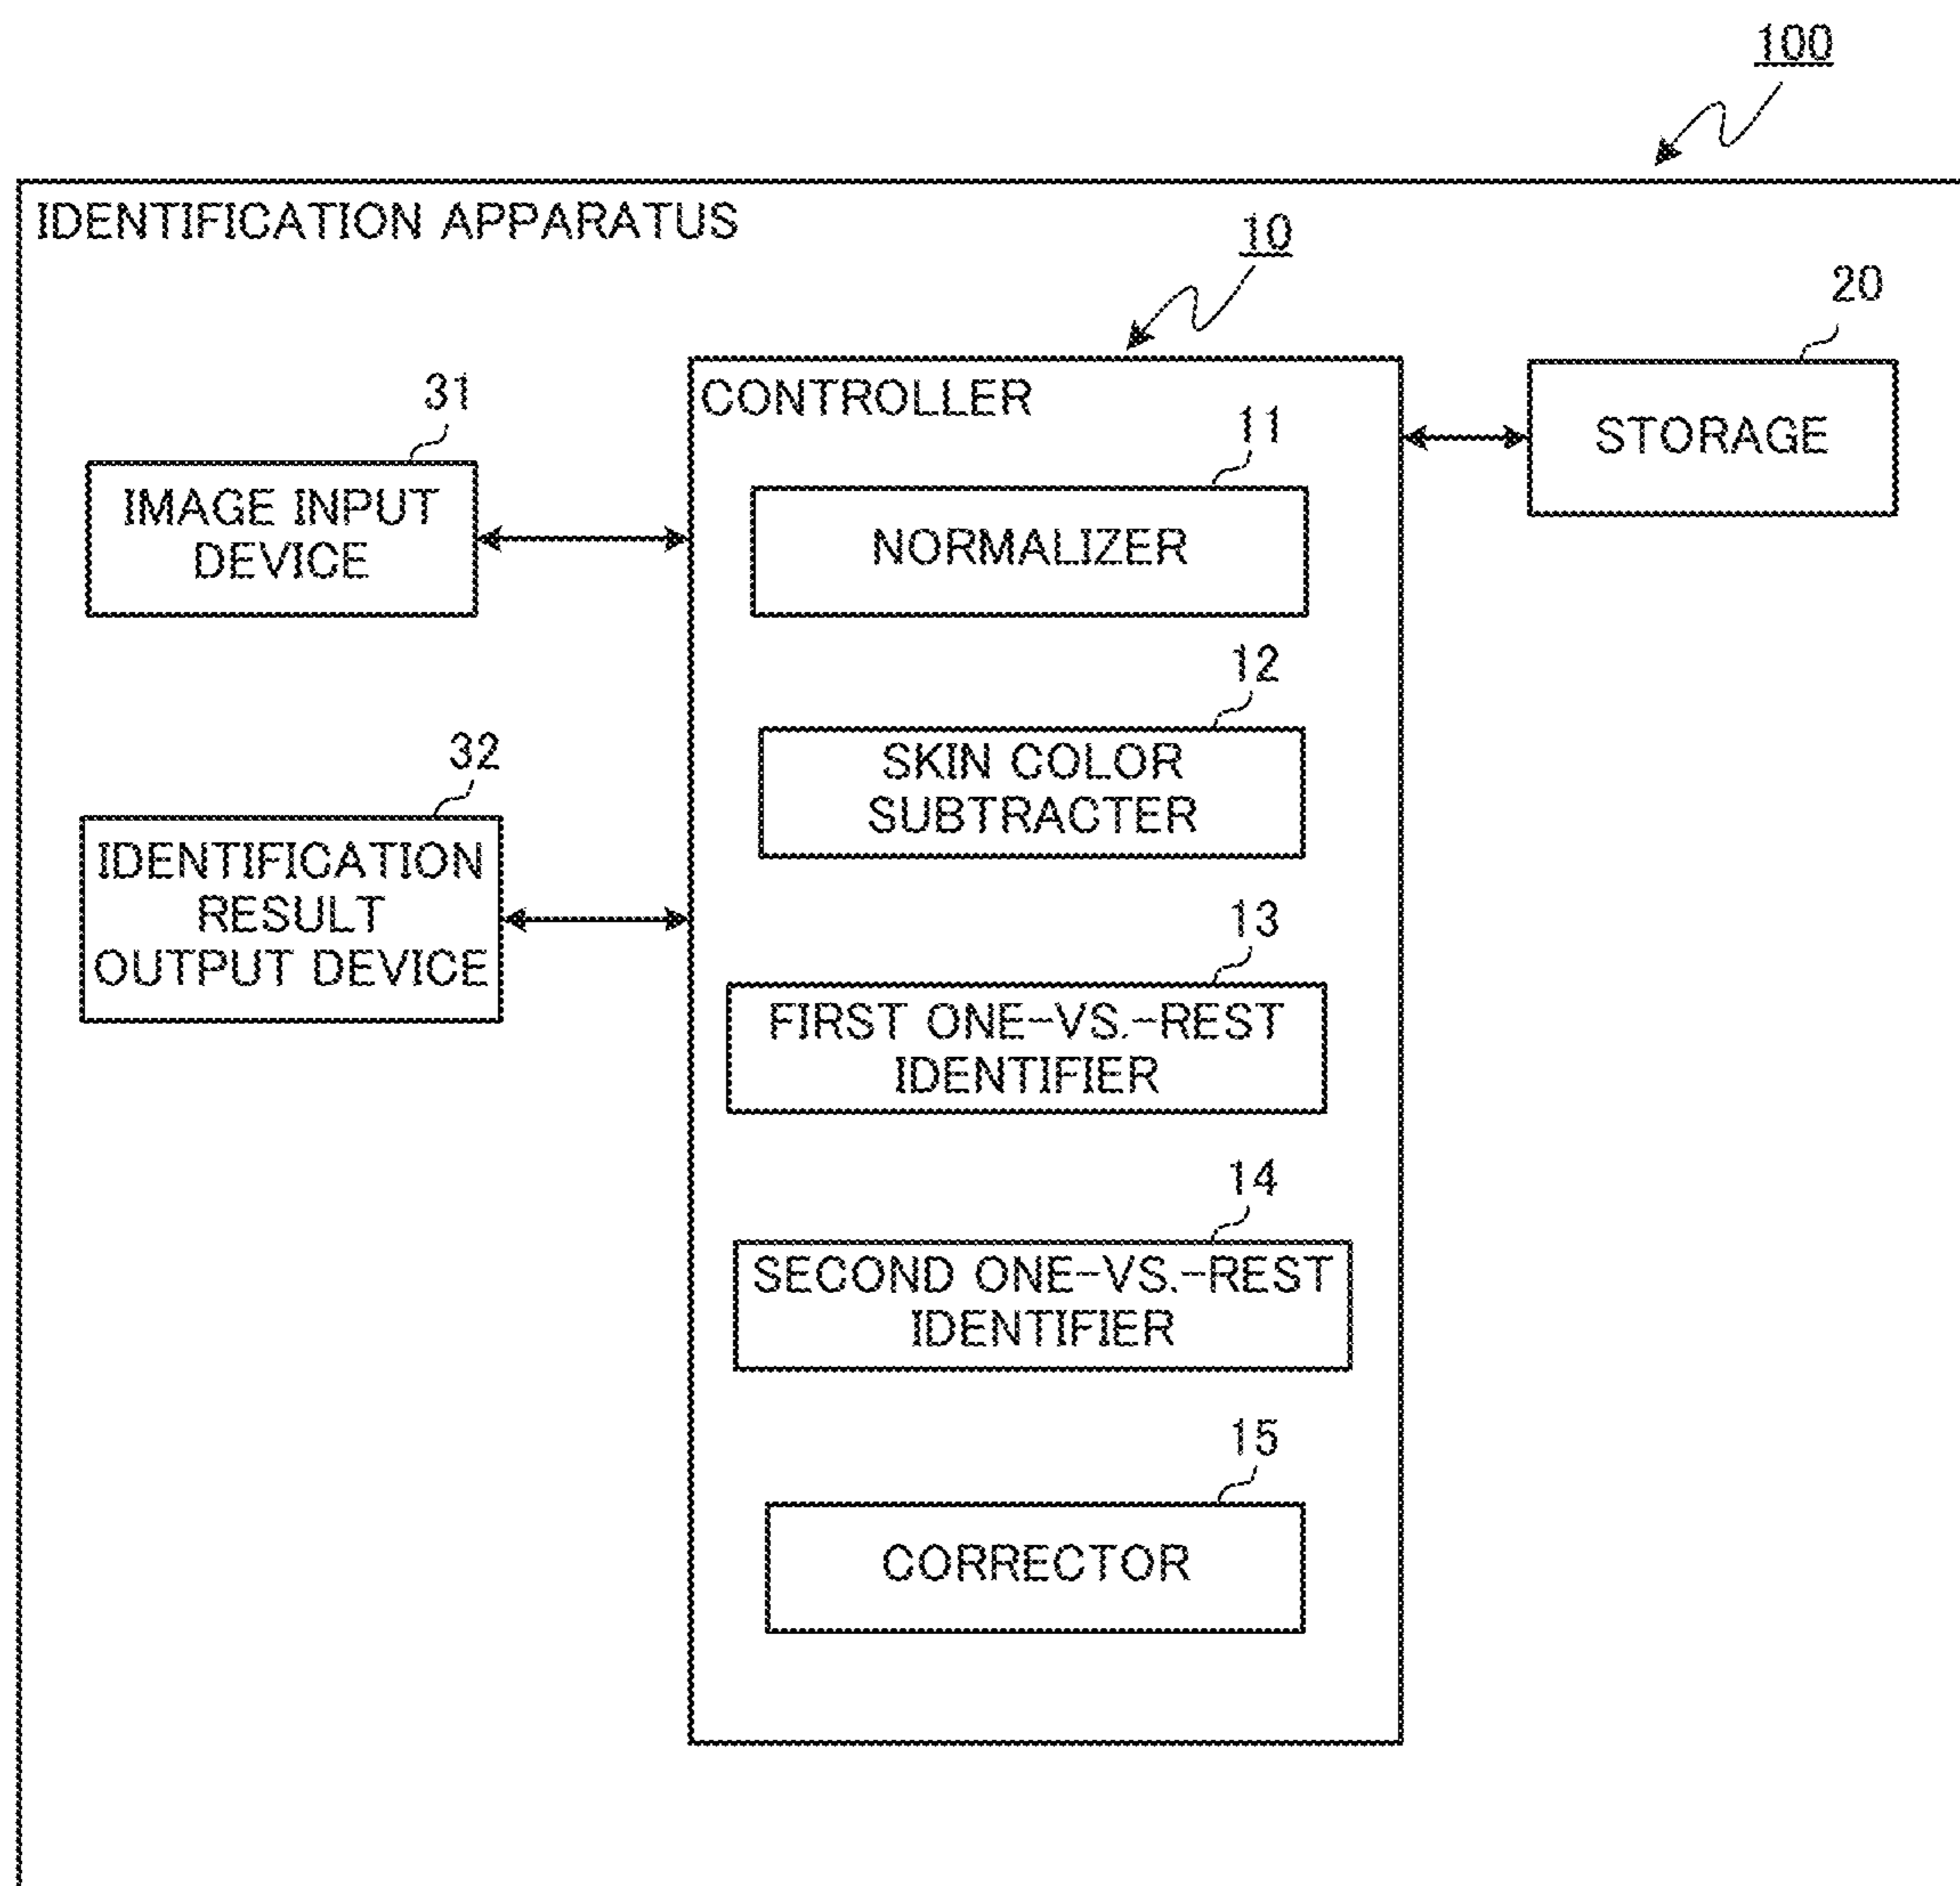 100
IDENTIFICATION APPARATUS
10
20
STORAGE
31
IMAGE INPUT
DEVICE
32
IDENTIFICATION
RESULT
OUTPUT DEVICE
CONTROLLER
11
NORMALIZER
12
SKIN COLOR
SUBTRACTER
13
FIRST ONE-VS.-REST
IDENTIFIER
14
SECOND ONE-VS.-REST
IDENTIFIER
15
CORRECTOR